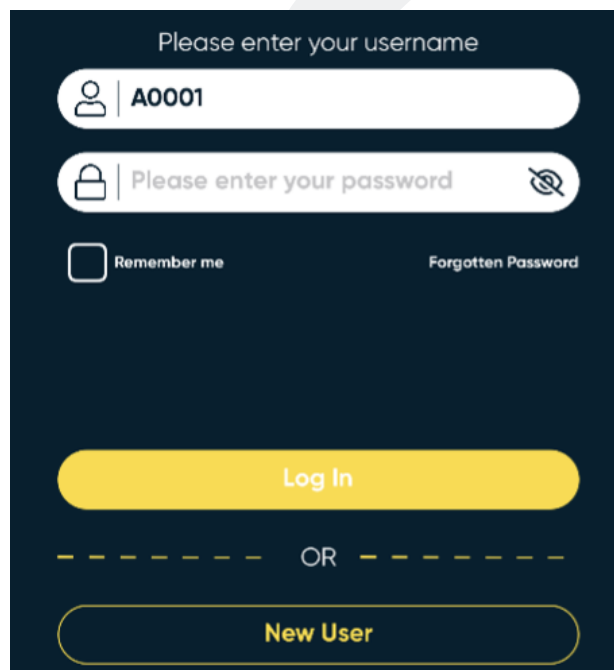 Please enter your username
A0001
Please enter your password
Remember me
Forgotten Password
Log In
OR
New User